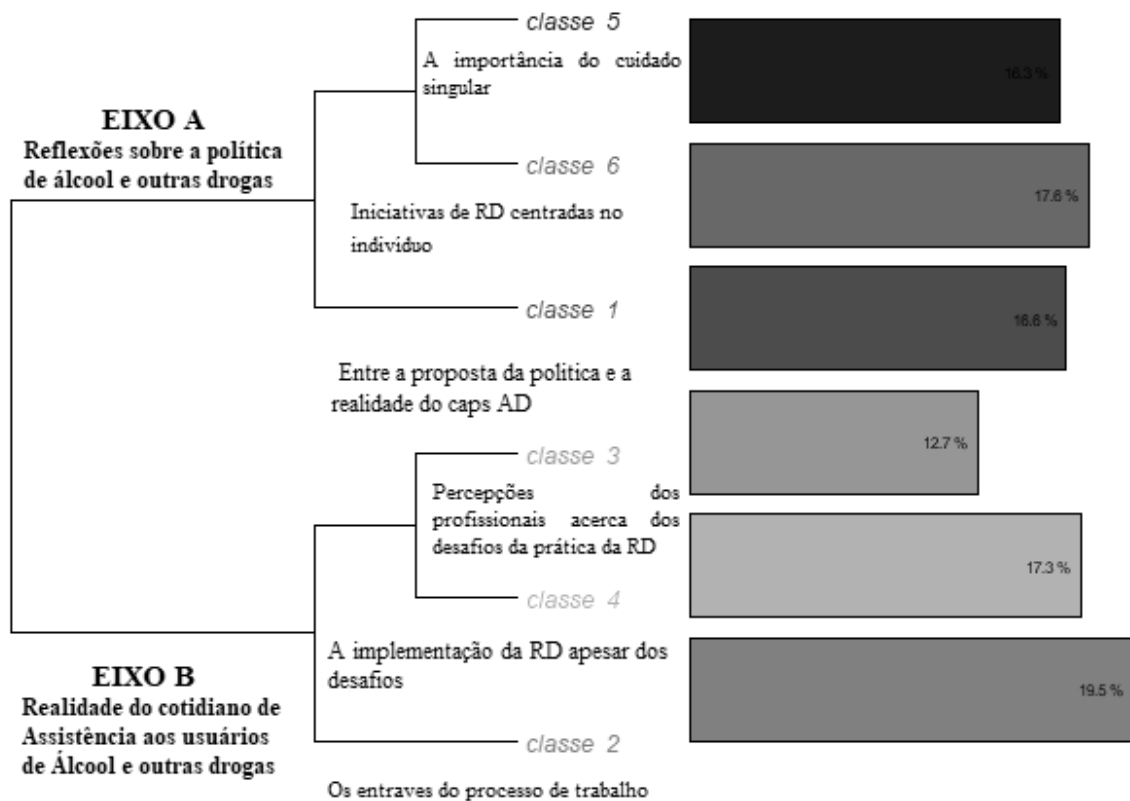 classe 5
A importância do cuidado
singular
16.3 %
EIXO A
Reflexões sobre a política
de álcool e outras drogas
classe 6
17.6 %
Iniciativas de RD centradas no
indivíduo
classe 1
16.6 %
Entre a proposta da politica e a
realidade do caps AD
12.7 %
classe 3
Percepções dos
profissionais acerca dos
desafios da prática da RD
17.3 %
classe 4
A implementação da RD apesar dos
desafios
EIXO B
Realidade do cotidiano de
Assistência aos usuários
de Álcool e outras drogas
19.5 %
classe 2
Os entraves do processo de trabalho